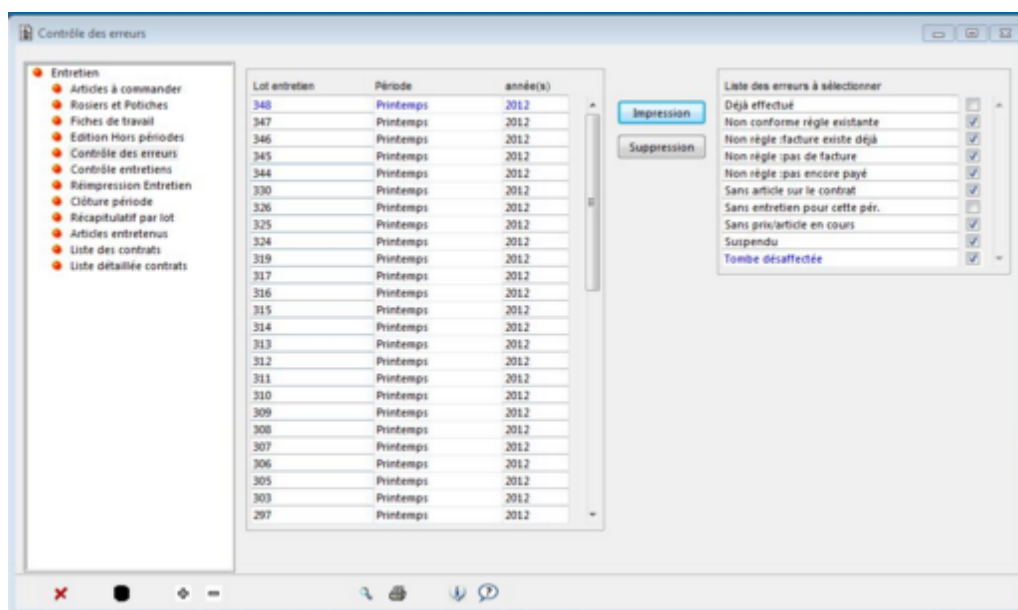 Contrôle des erreurs
Entretien
Articles à commander
Rosiers et Potiches
Fiches de travail
Edition Hors périodes
Contrôle des erreurs
Contrôle entretiens
Réimpression Entretien
Clôture période
Récapitulatif par lot
Articles entretenus
Liste des contrats
Liste détaillée contrats
Lot entretien Période année(s)
348 Printemps 2012
347 Printemps 2012
346 Printemps 2012
345 Printemps 2012
344 Printemps 2012
330 Printemps 2012
326 Printemps 2012
325 Printemps 2012
324 Printemps 2012
319 Printemps 2012
317 Printemps 2012
316 Printemps 2012
315 Printemps 2012
314 Printemps 2012
313 Printemps 2012
312 Printemps 2012
311 Printemps 2012
310 Printemps 2012
309 Printemps 2012
308 Printemps 2012
307 Printemps 2012
306 Printemps 2012
305 Printemps 2012
303 Printemps 2012
297 Printemps 2012
Impression
Suppression
Liste des erreurs à sélectionner
Déjà effectué
Non conforme règle existante
Non règle :facture existe déjà
Non règle :pas de facture
Non règle :pas encore payé
Sans article sur le contrat
Sans entretien pour cette pér.
Sans prix/article en cours
Suspendu
Tombe désaffectée